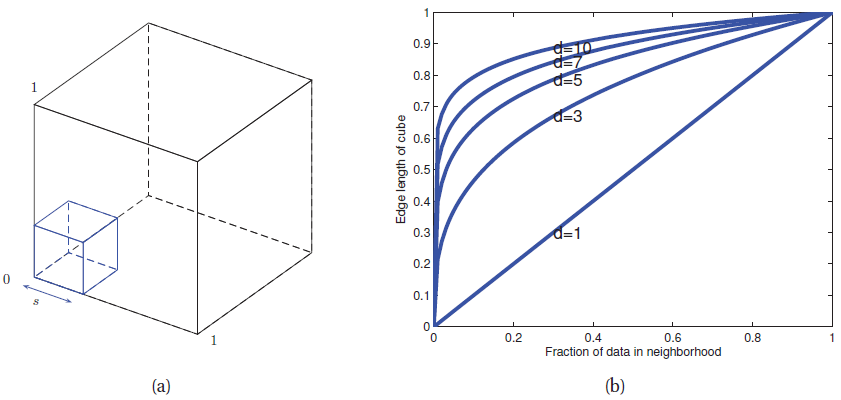 1
0
s
1
(a)
Edge length of cube
1
0.9
0.8
0.7
0.6
0.5
0.4
0.3
0.2
0.1
0
d=10
d=7
d=5
d=3
d=1
0 0.2 0.4 0.6 0.8 1
Fraction of data in neighborhood
(b)